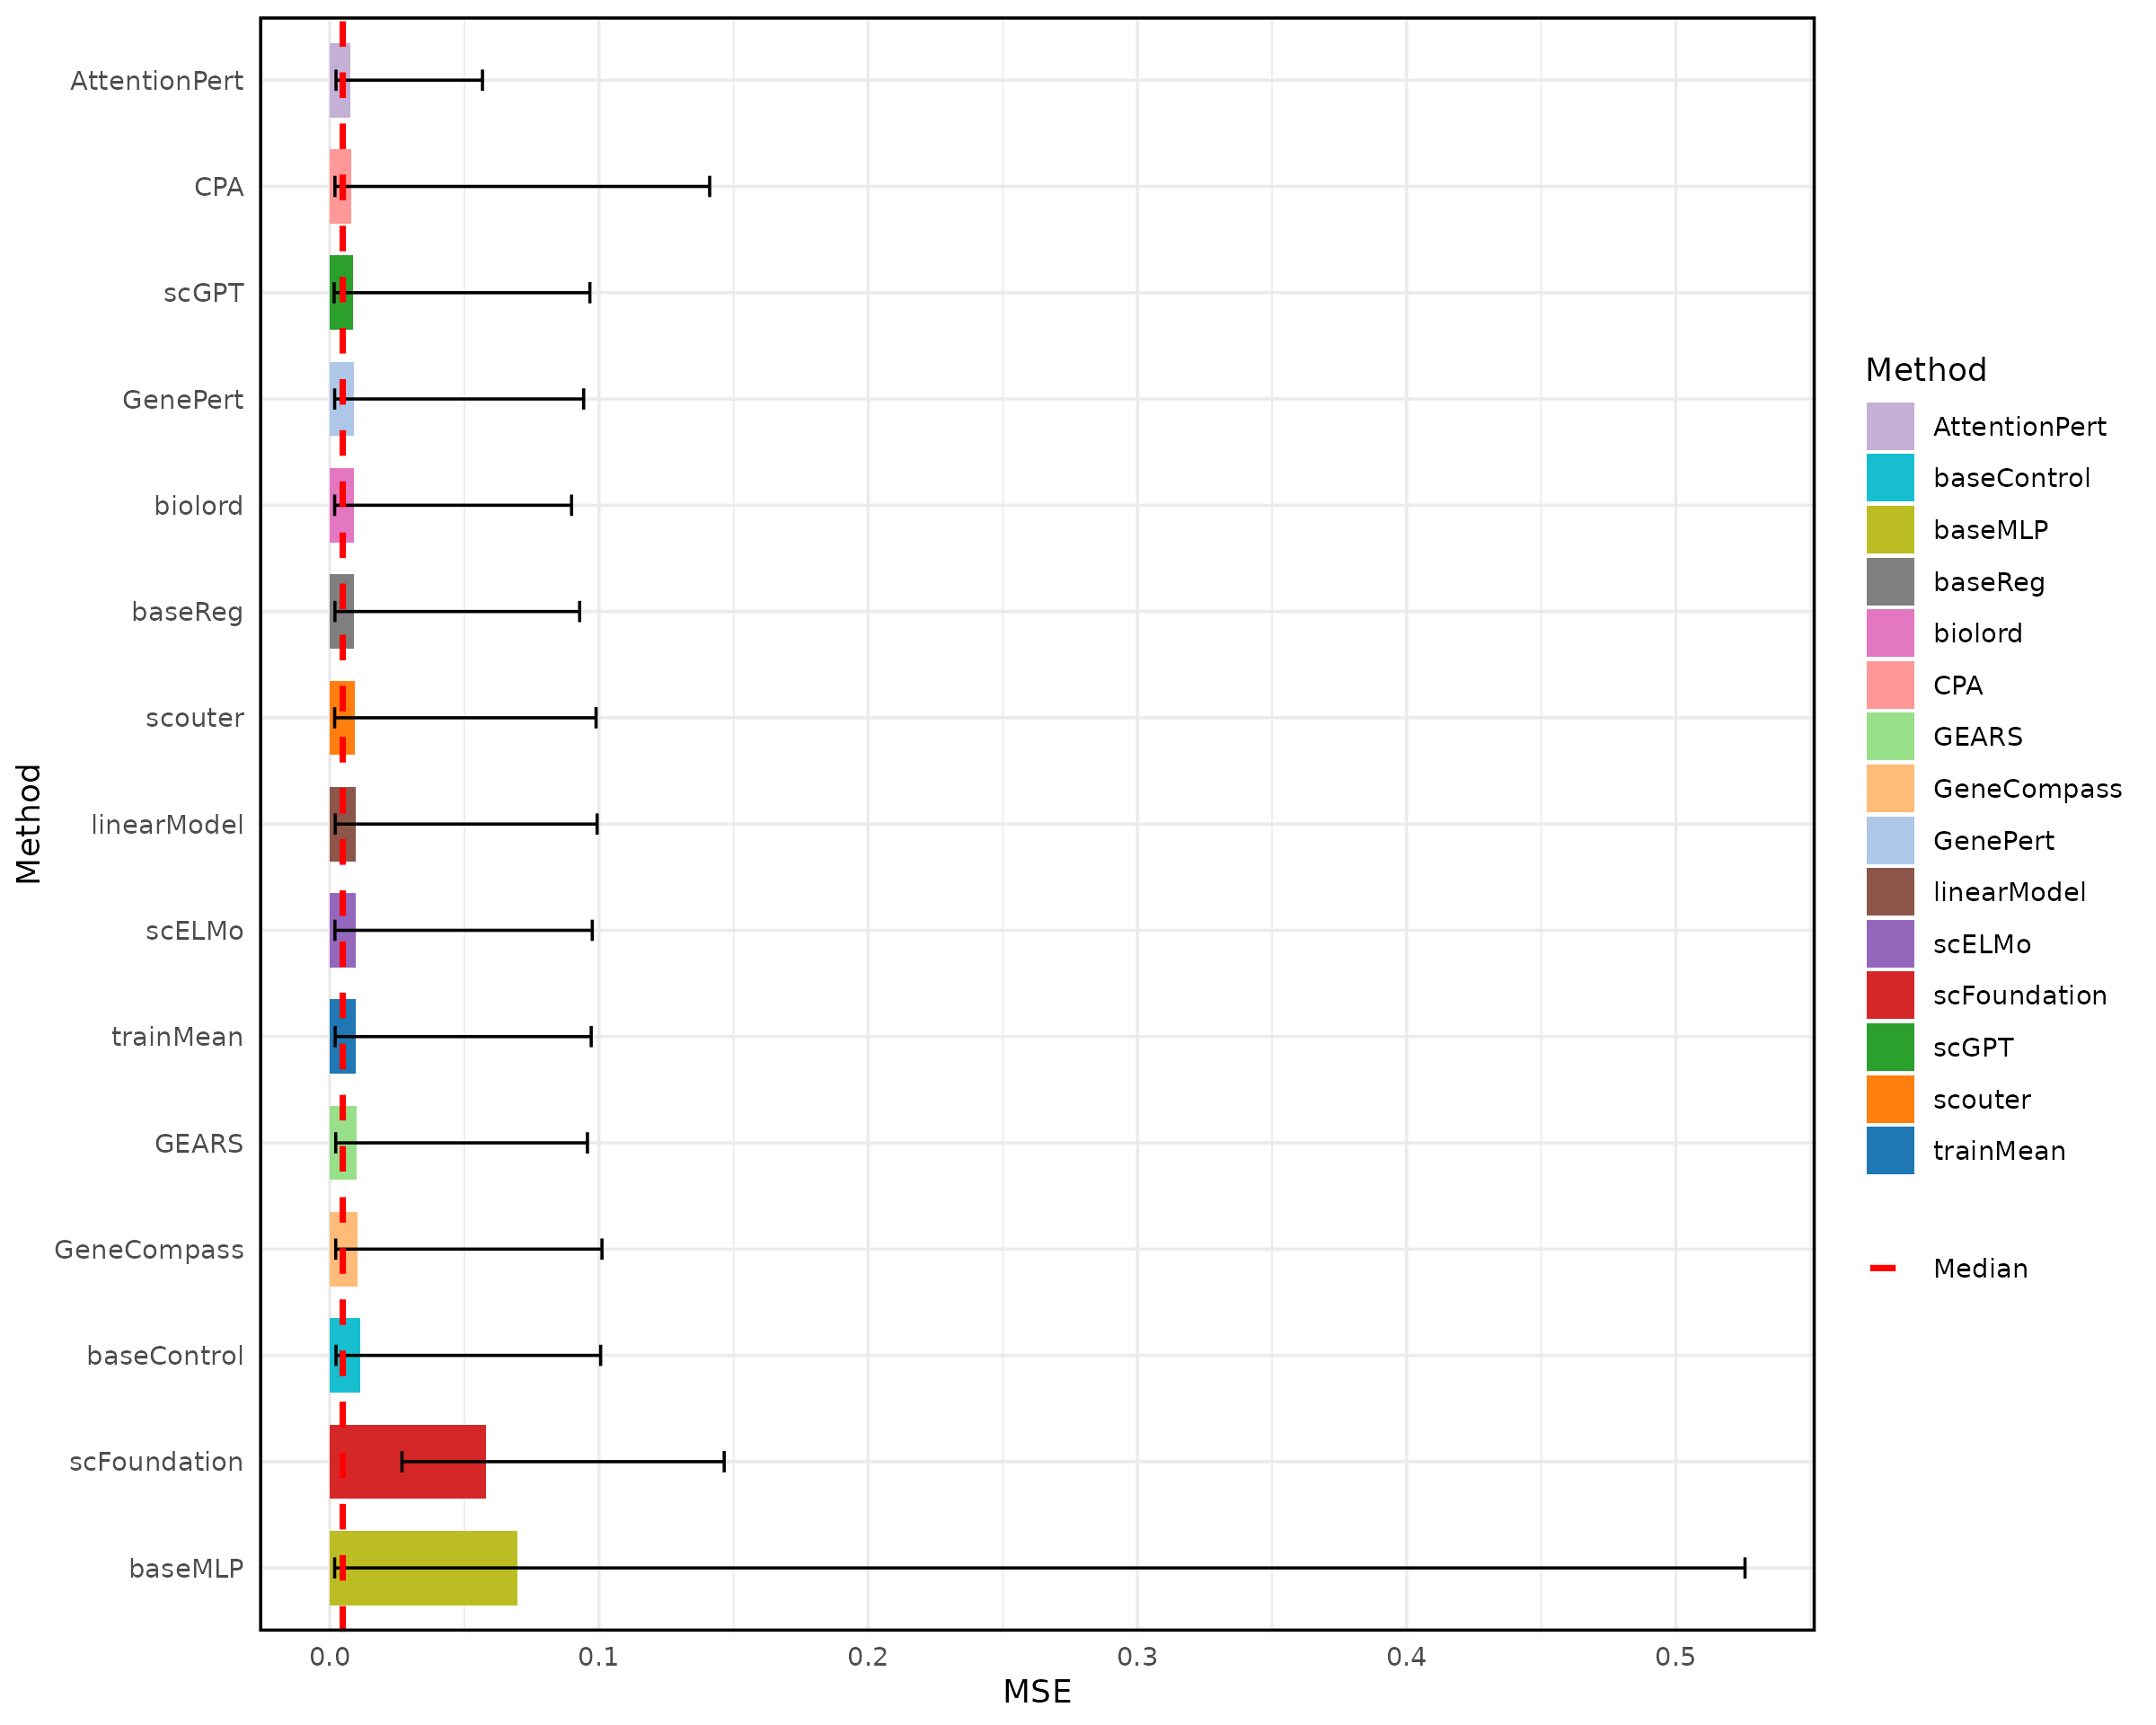 Method
AttentionPert
CPA
scGPT
GenePert
biolord
baseReg
scouter
linearModel
scELMo
trainMean
GEARS
GeneCompass
baseControl
scFoundation
baseMLP
0.0 0.1 0.2 0.3 0.4 0.5
MSE
Method
AttentionPert
baseControl
baseMLP
baseReg
biolord
CPA
GEARS
GeneCompass
GenePert
linearModel
scELMo
scFoundation
scGPT
scouter
trainMean
Median